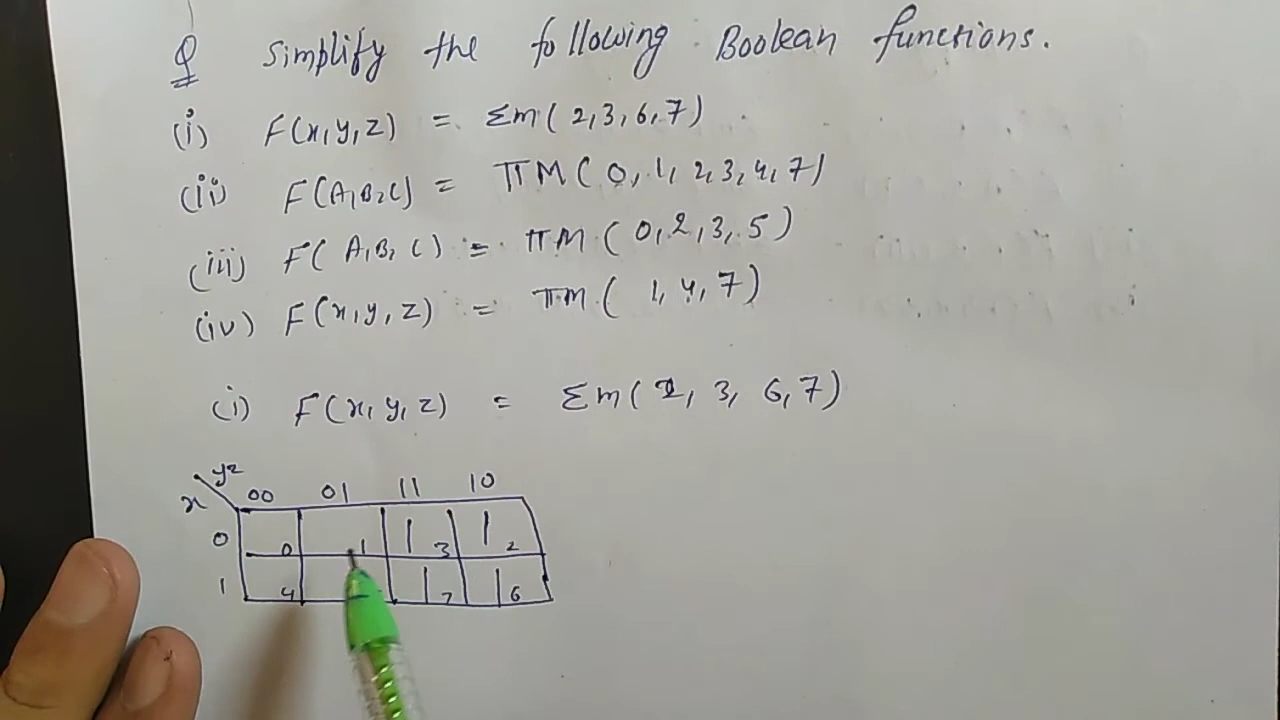 Q Simplify the following Boolean functions.
(i) F(x,y,z) = Σm(2,3,6,7)
(ii) F(A,B,C) = πM(0,1,2,3,4,7)
(iii) F(A,B,C) = πM(0,2,3,5)
(iv) F(x,y,z) = πM(1,4,7)
(i) F(x,y,z) = Σm(2,3,6,7)
yz
x 00 01 11 10
0 0 1 1 3 1 2
1 4 1 7 1 6